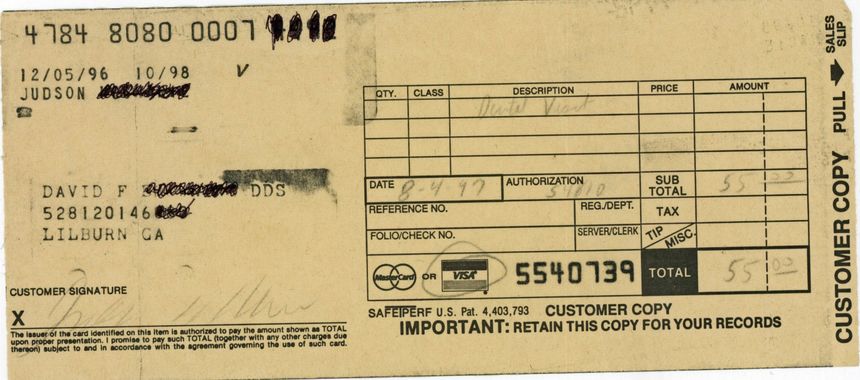 4784 8080 0007
12/05/96 10/98 V
JUDSON
DAVID F DDS
528120146
LILBURN GA
CUSTOMER SIGNATURE
X
The issuer of the card identified on this item is authorized to pay the amount shown as TOTAL
upon proper presentation. I promise to pay such TOTAL (together with any other charges due
thereon) subject to and in accordance with the agreement governing the use of such card.
QTY. CLASS DESCRIPTION PRICE AMOUNT
Dental Visit
DATE 8-4-97 AUTHORIZATION SUB TOTAL 55 00
REFERENCE NO. REG./DEPT. TAX
FOLIO/CHECK NO. SERVER/CLERK TIP MISC.
MasterCard OR VISA 5540739 TOTAL 55 00
SAFEPERF U.S. Pat. 4,403,793 CUSTOMER COPY
IMPORTANT: RETAIN THIS COPY FOR YOUR RECORDS
CUSTOMER COPY PULL SALES SLIP